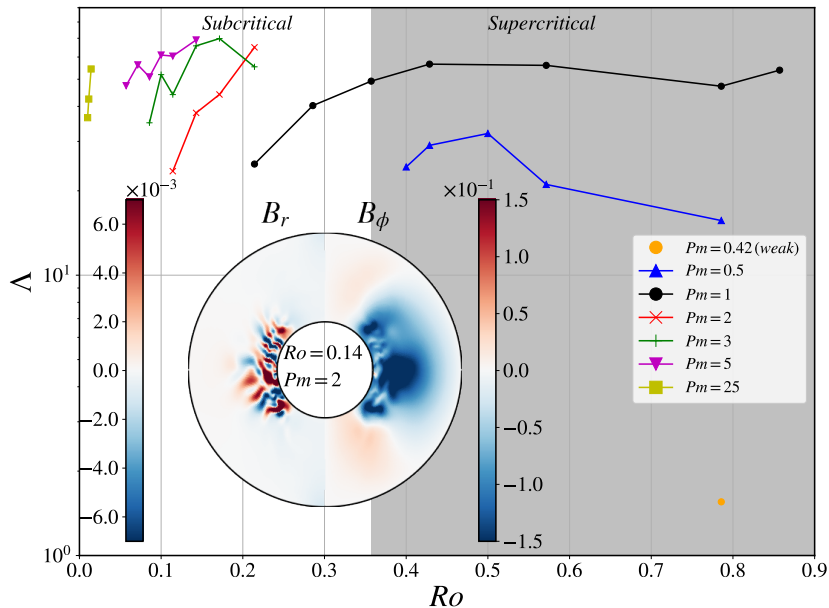 Subcritical
Supercritical
×10⁻³
×10⁻¹
B_r
B_ϕ
6.0
4.0
2.0
0.0
−2.0
−4.0
−6.0
1.5
1.0
0.5
0.0
−0.5
−1.0
−1.5
Ro = 0.14
Pm = 2
Pm = 0.42 (weak)
Pm = 0.5
Pm = 1
Pm = 2
Pm = 3
Pm = 5
Pm = 25
Λ
10¹
10⁰
0.0 0.1 0.2 0.3 0.4 0.5 0.6 0.7 0.8 0.9
Ro